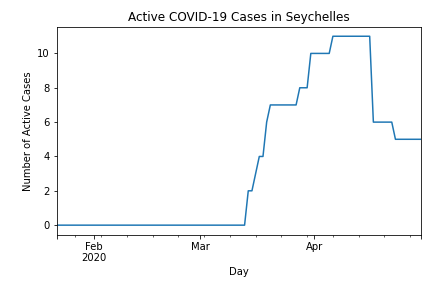 Active COVID-19 Cases in Seychelles
Number of Active Cases
10
8
6
4
2
0
Feb Mar Apr
2020
Day